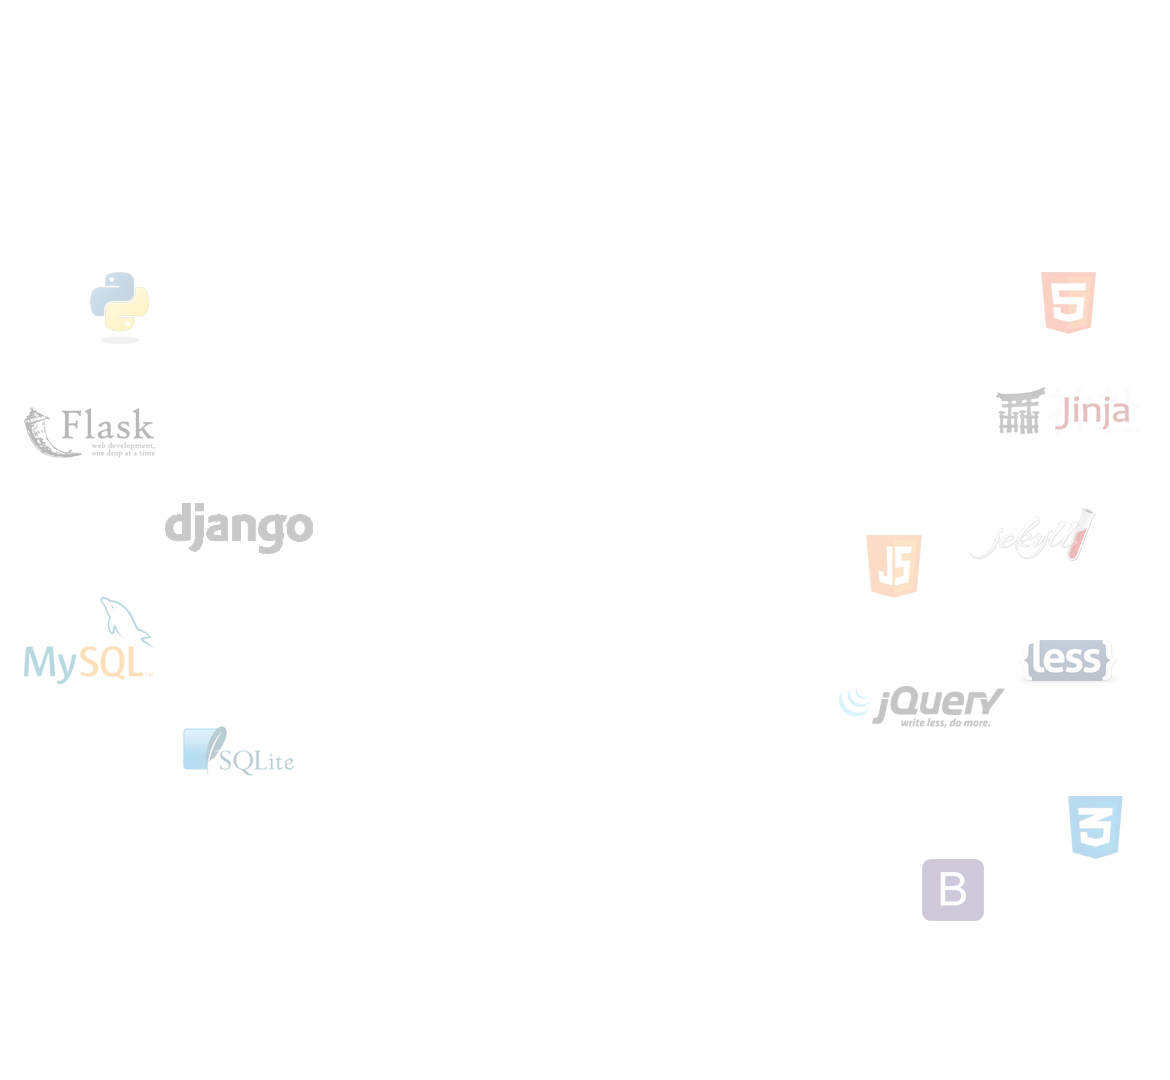 5
Flask
web development,
one drop at a time
Jinja
django
jekyll
JS
MySQL™
{less}
jQuery
write less, do more.
SQLite
3
B